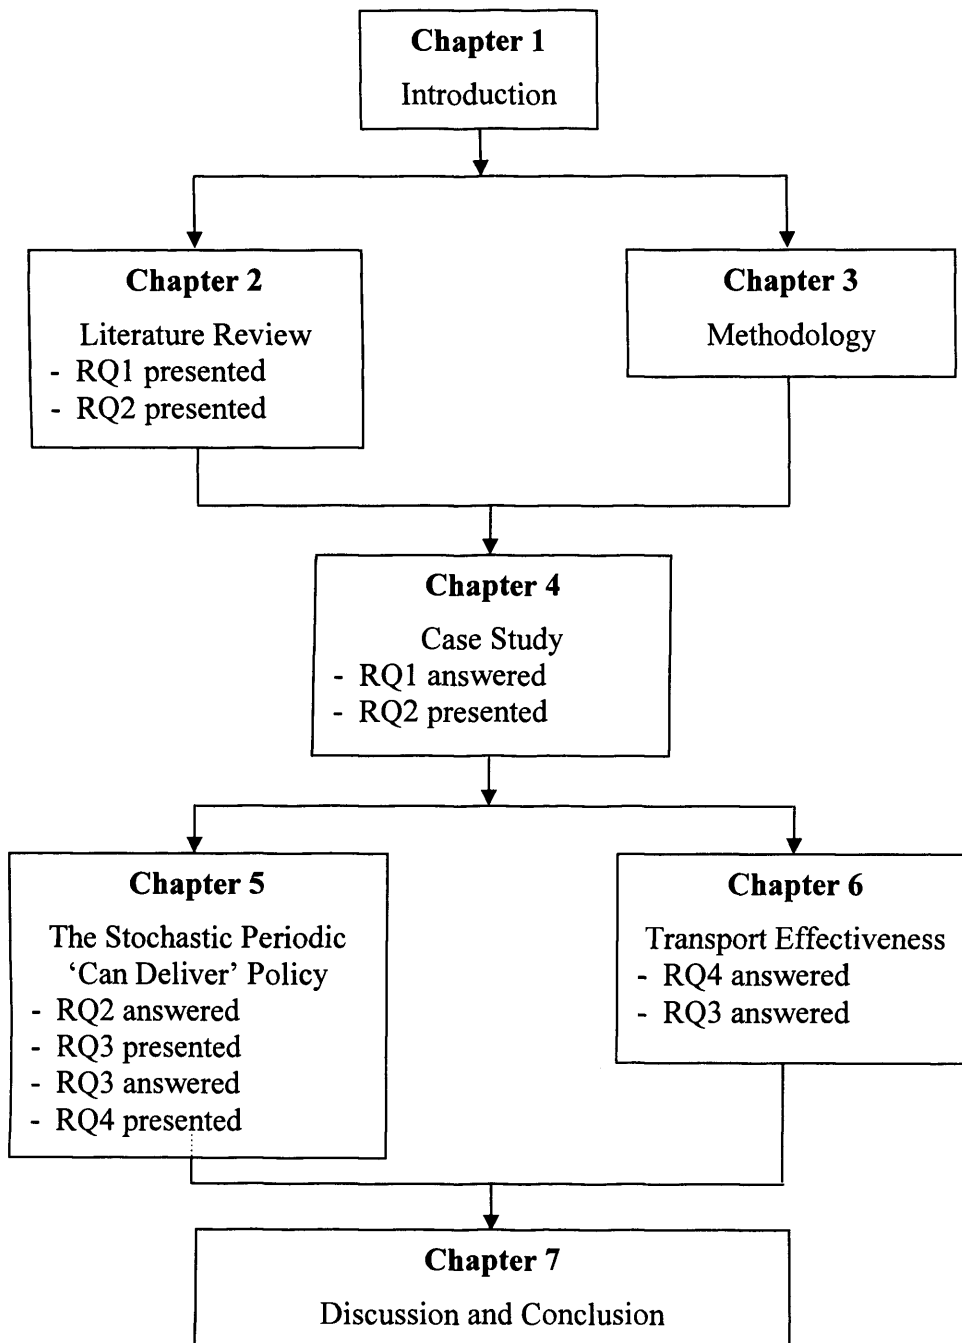 Chapter 1
Introduction
Chapter 2
Literature Review
- RQ1 presented
- RQ2 presented
Chapter 3
Methodology
Chapter 4
Case Study
- RQ1 answered
- RQ2 presented
Chapter 5
The Stochastic Periodic
‘Can Deliver’ Policy
- RQ2 answered
- RQ3 presented
- RQ3 answered
- RQ4 presented
Chapter 6
Transport Effectiveness
- RQ4 answered
- RQ3 answered
Chapter 7
Discussion and Conclusion